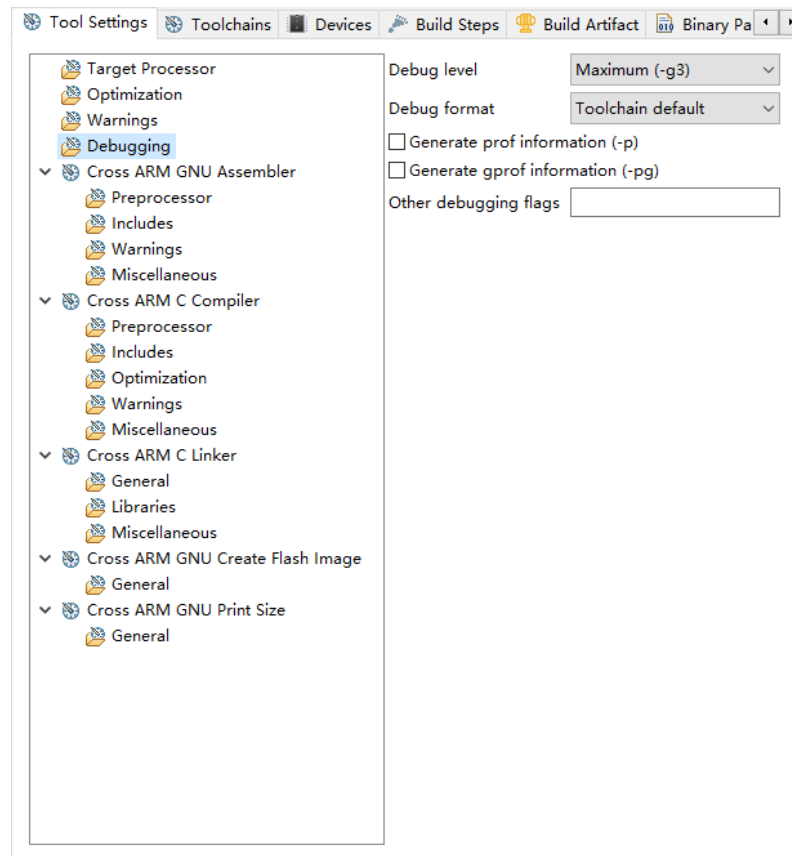 Tool Settings Toolchains Devices Build Steps Build Artifact Binary Pa
Target Processor
Optimization
Warnings
Debugging
Cross ARM GNU Assembler
Preprocessor
Includes
Warnings
Miscellaneous
Cross ARM C Compiler
Preprocessor
Includes
Optimization
Warnings
Miscellaneous
Cross ARM C Linker
General
Libraries
Miscellaneous
Cross ARM GNU Create Flash Image
General
Cross ARM GNU Print Size
General
Debug level Maximum (-g3)
Debug format Toolchain default
Generate prof information (-p)
Generate gprof information (-pg)
Other debugging flags